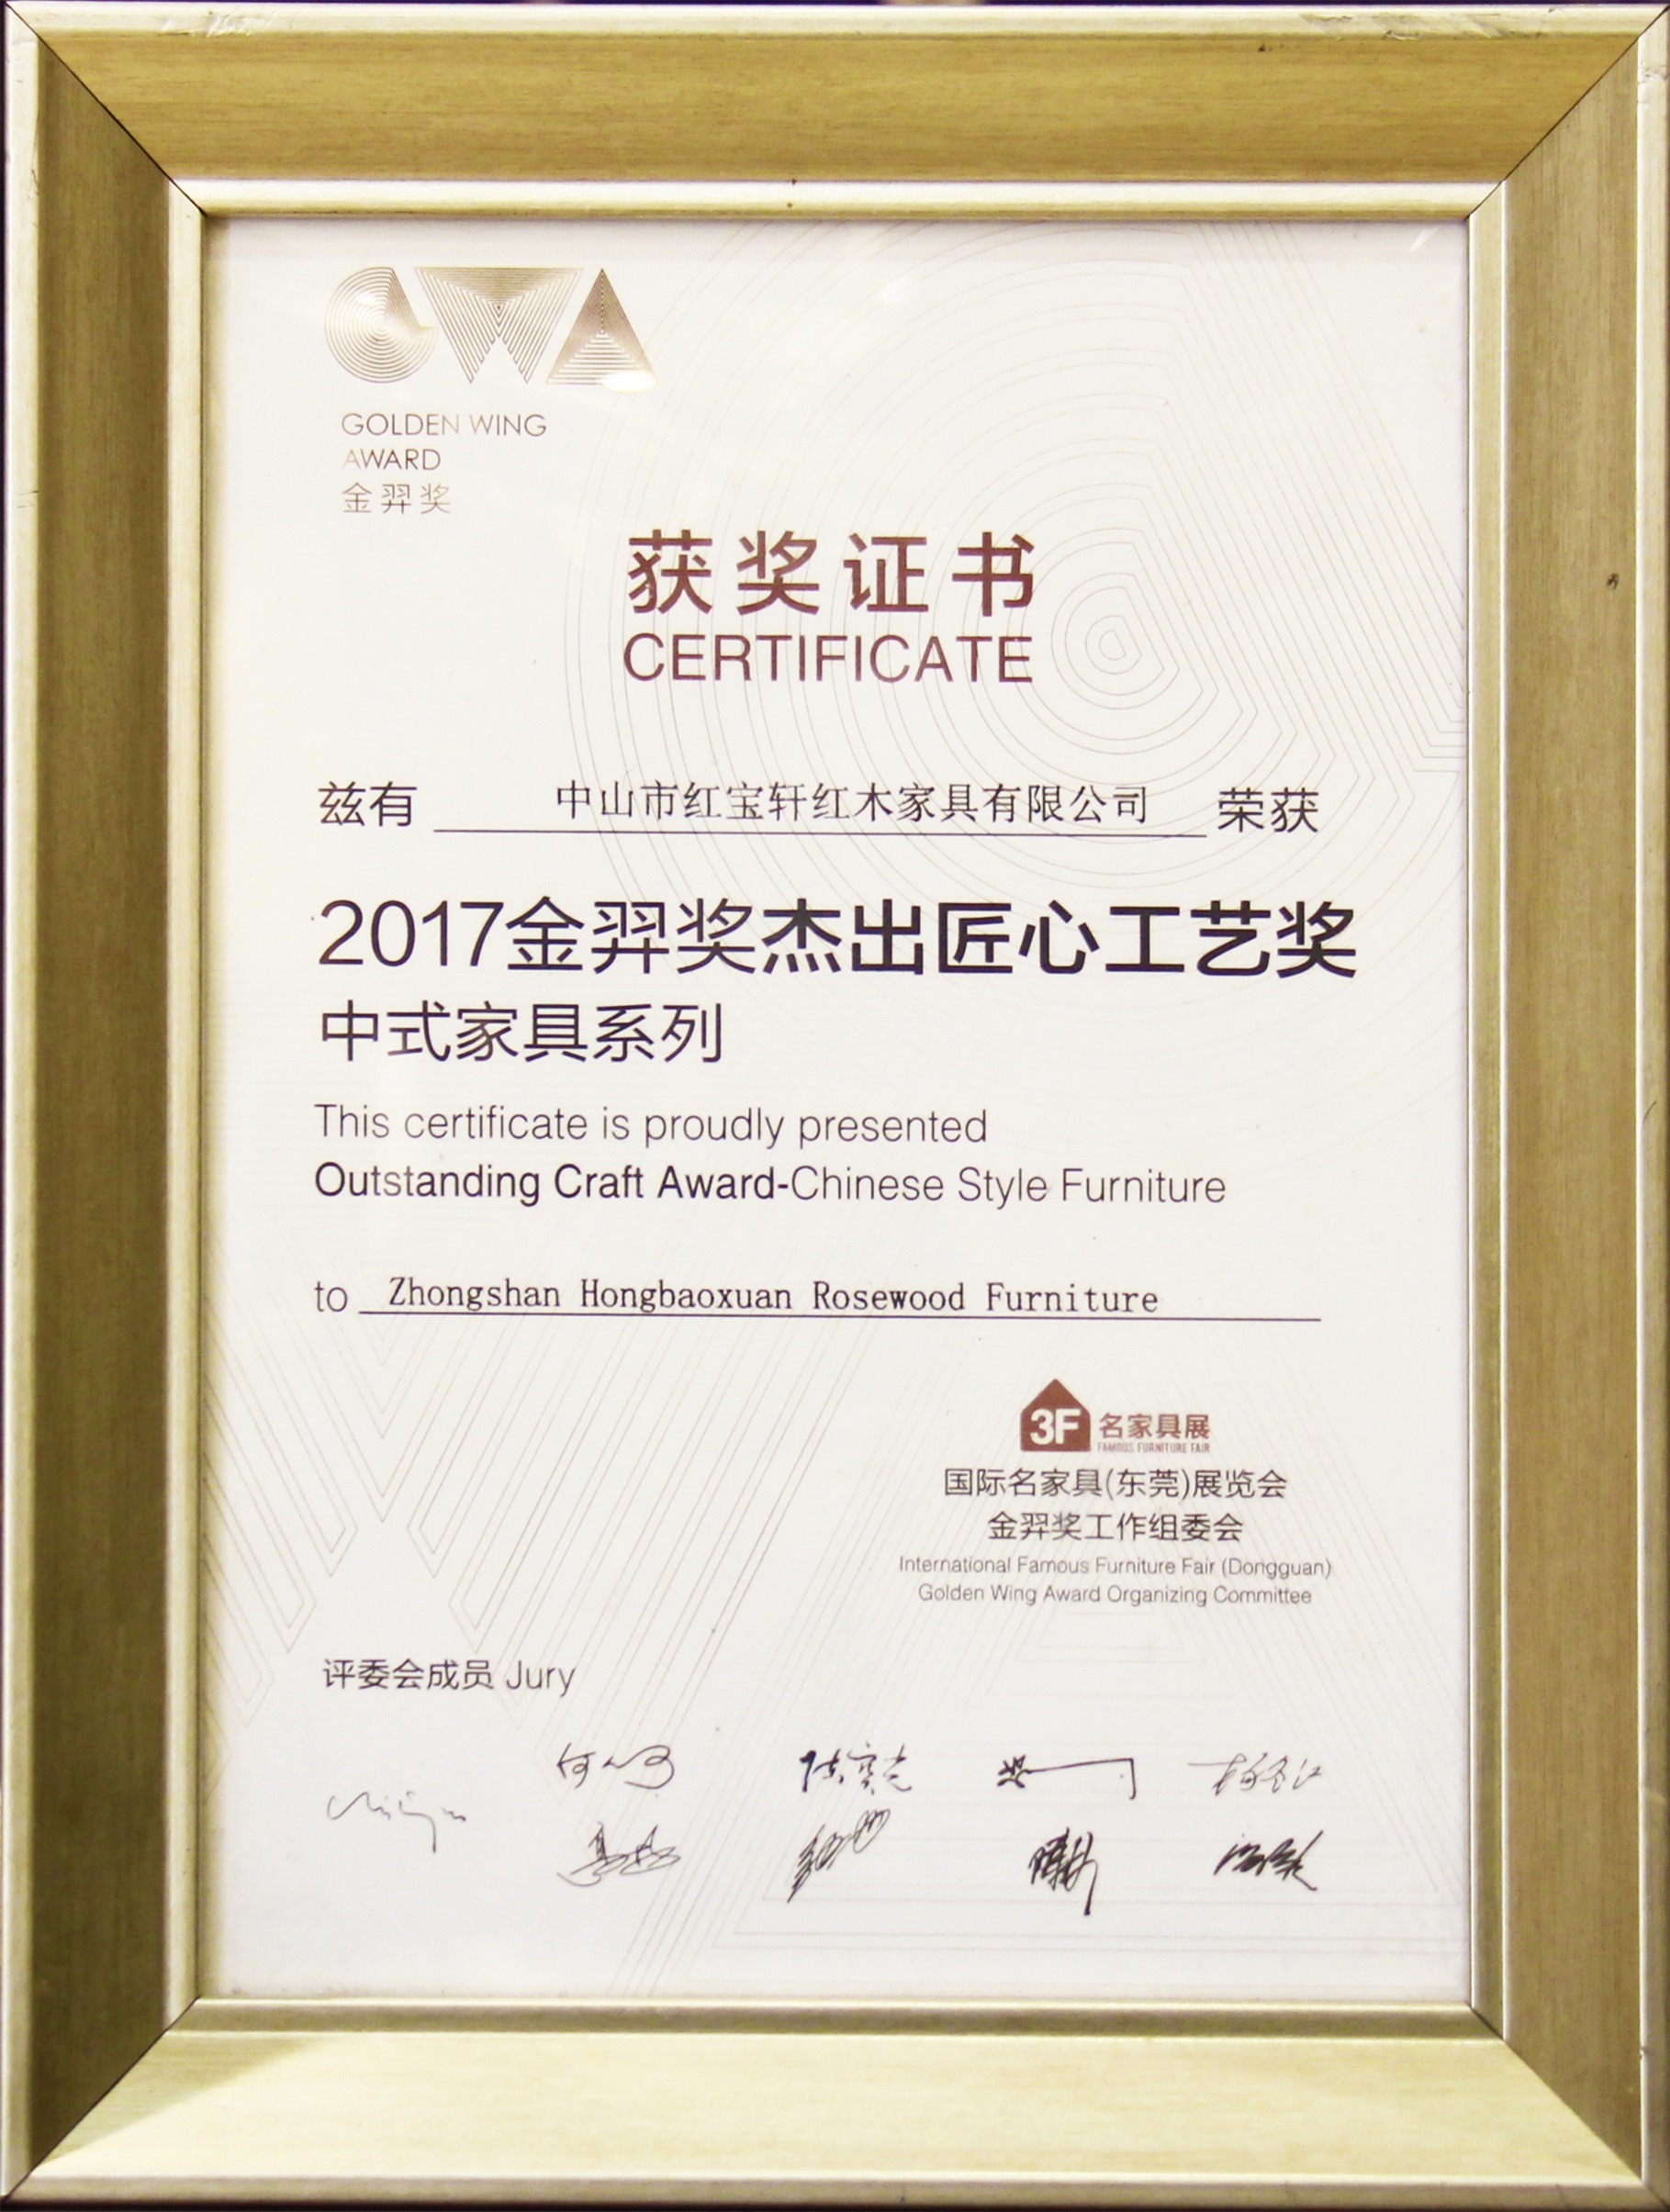 GWA
GOLDEN WING
AWARD
金羿奖
获奖证书
CERTIFICATE
兹有 中山市红宝轩红木家具有限公司 荣获
2017金羿奖杰出匠心工艺奖
中式家具系列
This certificate is proudly presented
Outstanding Craft Award-Chinese Style Furniture
to Zhongshan Hongbaoxuan Rosewood Furniture
3F 名家具展
FAMOUS FURNITURE FAIR
国际名家具(东莞)展览会
金羿奖工作组委会
International Famous Furniture Fair (Dongguan)
Golden Wing Award Organizing Committee
评委会成员 Jury